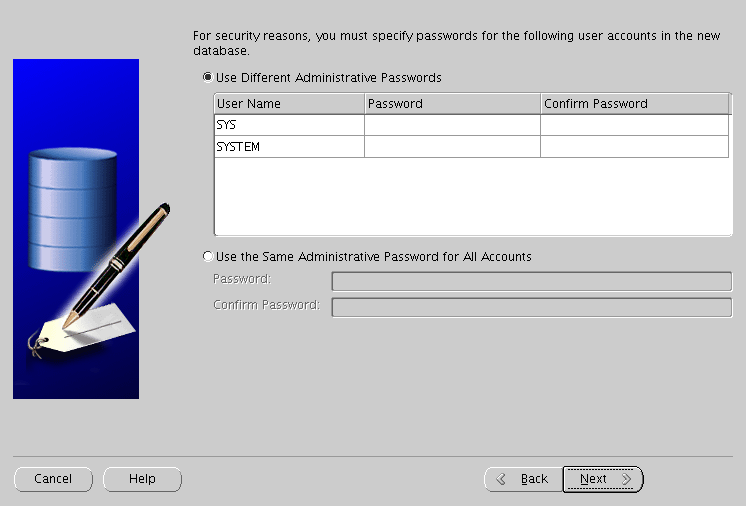 For security reasons, you must specify passwords for the following user accounts in the new
database.
Use Different Administrative Passwords
User Name Password Confirm Password
SYS
SYSTEM
Use the Same Administrative Password for All Accounts
Password:
Confirm Password:
Cancel Help Back Next